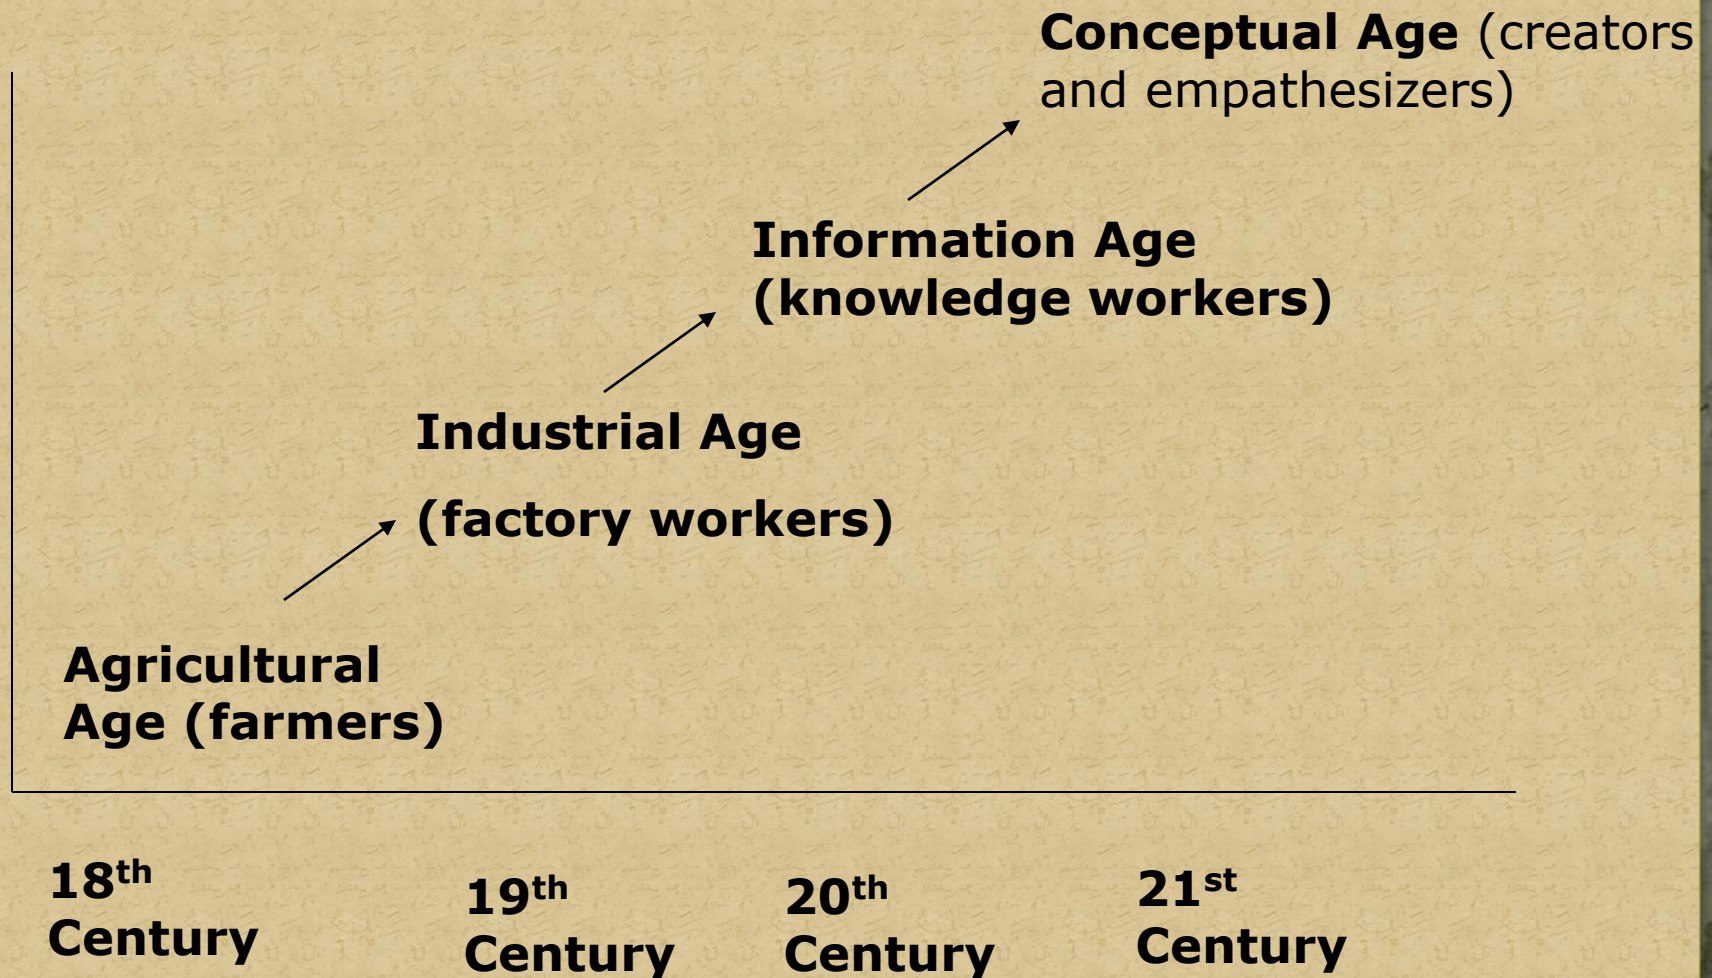 Conceptual Age (creators
and empathesizers)
Information Age
(knowledge workers)
Industrial Age
(factory workers)
Agricultural
Age (farmers)
18th
Century
19th
Century
20th
Century
21st
Century